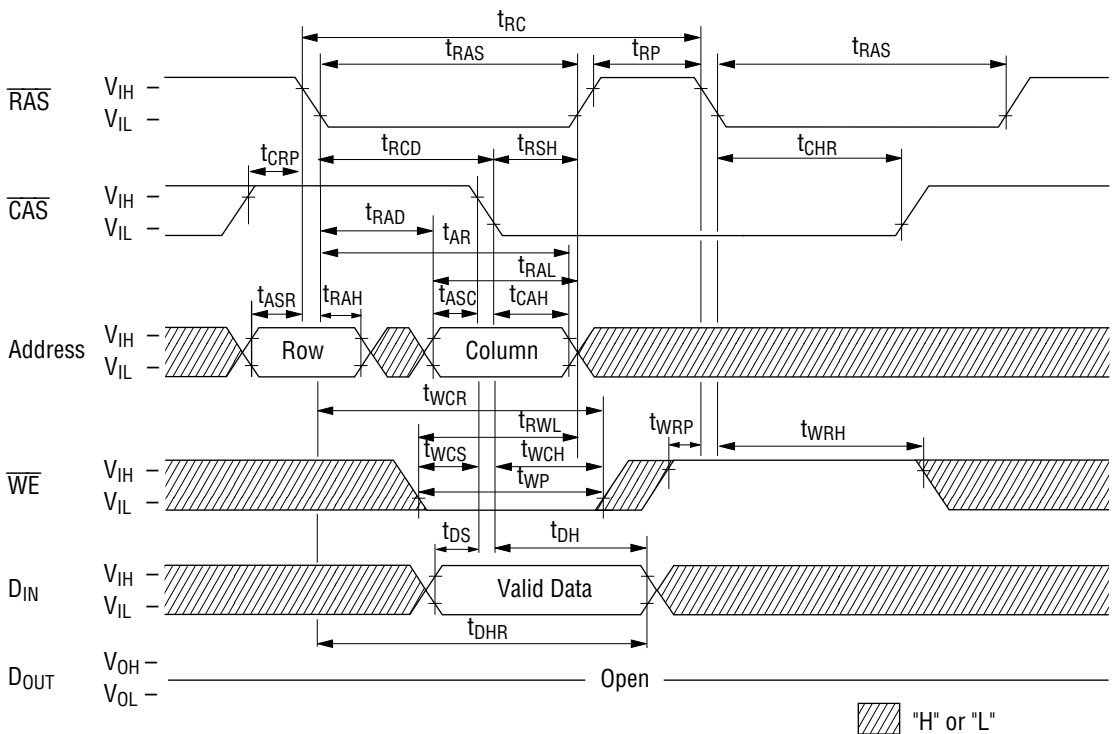 tRC
tRAS tRP tRAS
RAS VIH –
VIL –
tRCD tRSH tCHR
tCRP
CAS VIH –
VIL –
tRAD
tAR
tRAL
tASR tRAH tASC tCAH
Address VIH –
VIL –
Row Column
tWCR
tRWL tWRP tWRH
tWCS tWCH
WE VIH –
VIL –
tWP
tDS tDH
DIN VIH –
VIL –
Valid Data
tDHR
DOUT VOH –
VOL –
Open
"H" or "L"